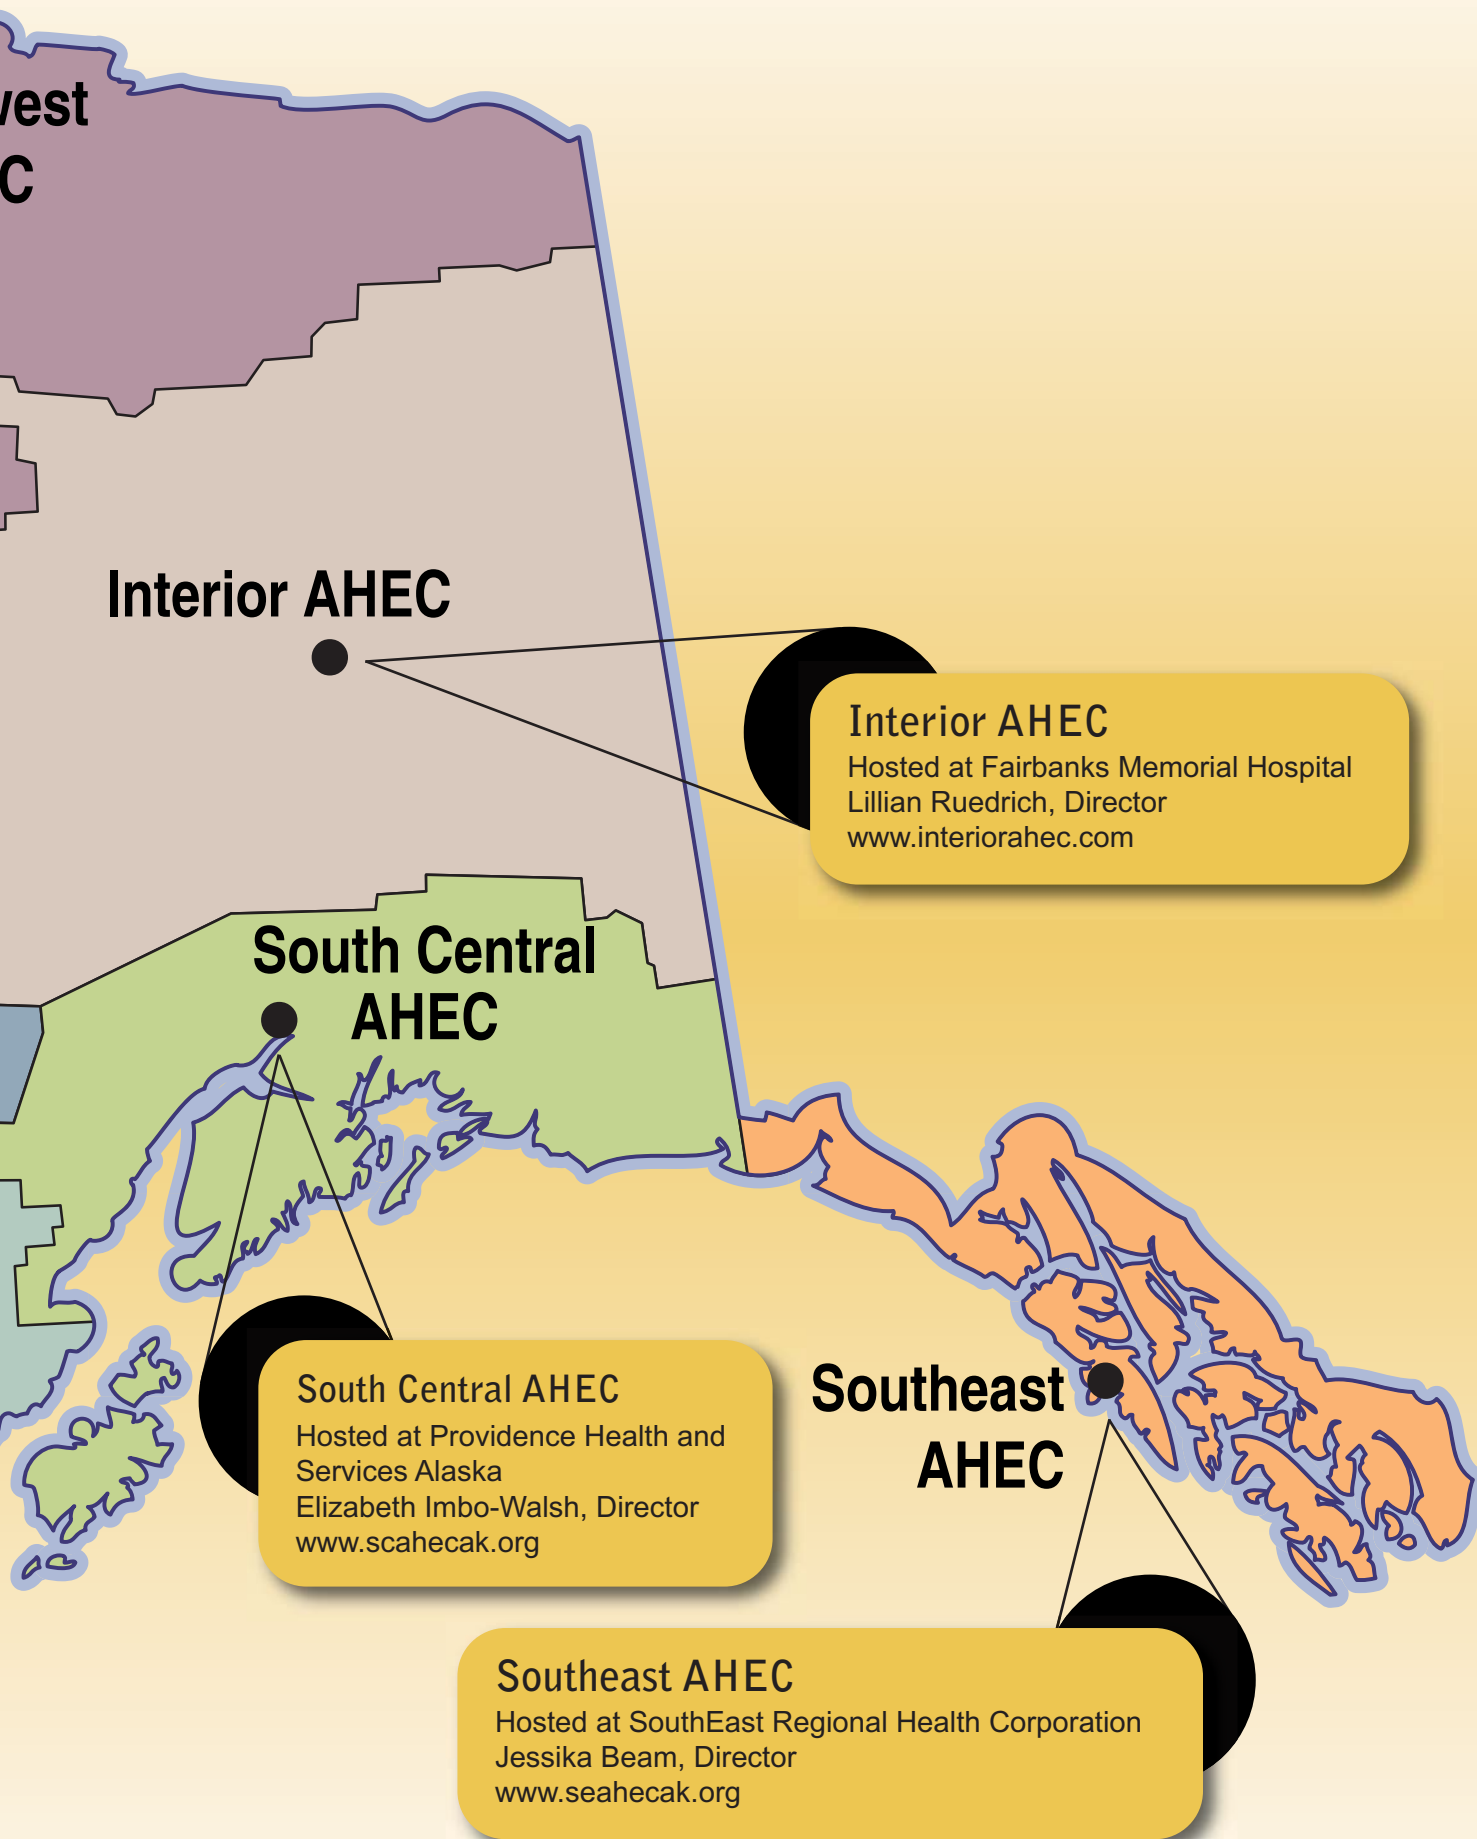 Interior AHEC
Interior AHEC
Hosted at Fairbanks Memorial Hospital
Lillian Ruedrich, Director
www.interiorahec.com
South Central
AHEC
South Central AHEC
Hosted at Providence Health and
Services Alaska
Elizabeth Imbo-Walsh, Director
www.scahecak.org
Southeast
AHEC
Southeast AHEC
Hosted at SouthEast Regional Health Corporation
Jessika Beam, Director
www.seahecak.org